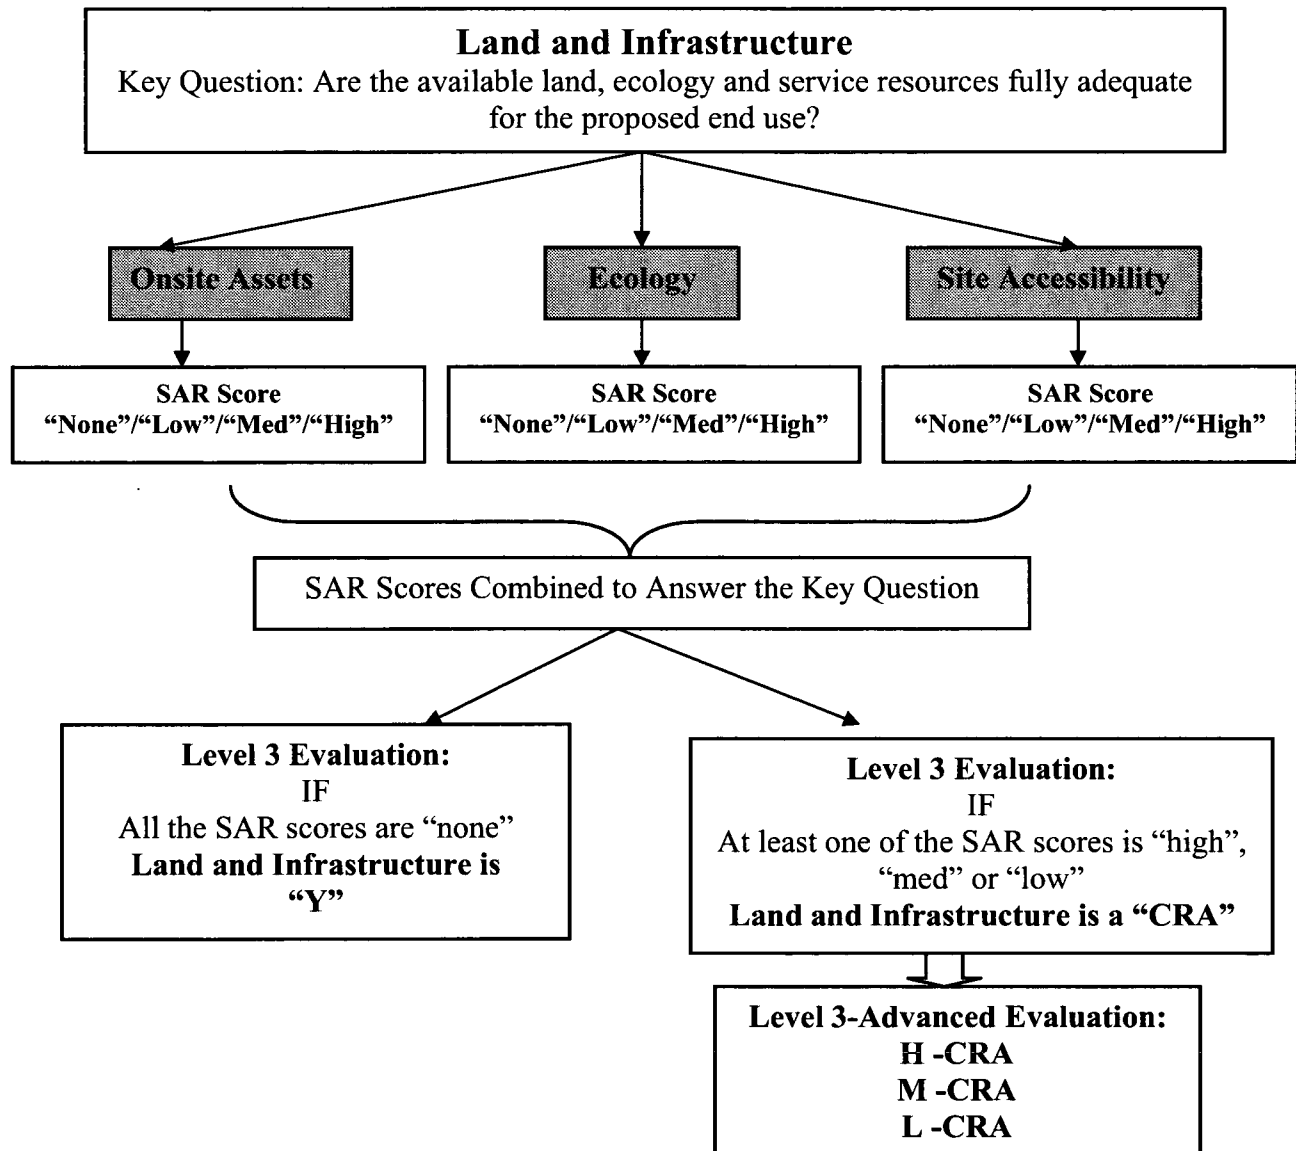 Land and Infrastructure
Key Question: Are the available land, ecology and service resources fully adequate
for the proposed end use?
Onsite Assets
Ecology
Site Accessibility
SAR Score
“None”/“Low”/“Med”/“High”
SAR Score
“None”/“Low”/“Med”/“High”
SAR Score
“None”/“Low”/“Med”/“High”
SAR Scores Combined to Answer the Key Question
Level 3 Evaluation:
IF
All the SAR scores are “none”
Land and Infrastructure is
“Y”
Level 3 Evaluation:
IF
At least one of the SAR scores is “high”,
“med” or “low”
Land and Infrastructure is a “CRA”
Level 3-Advanced Evaluation:
H -CRA
M -CRA
L -CRA